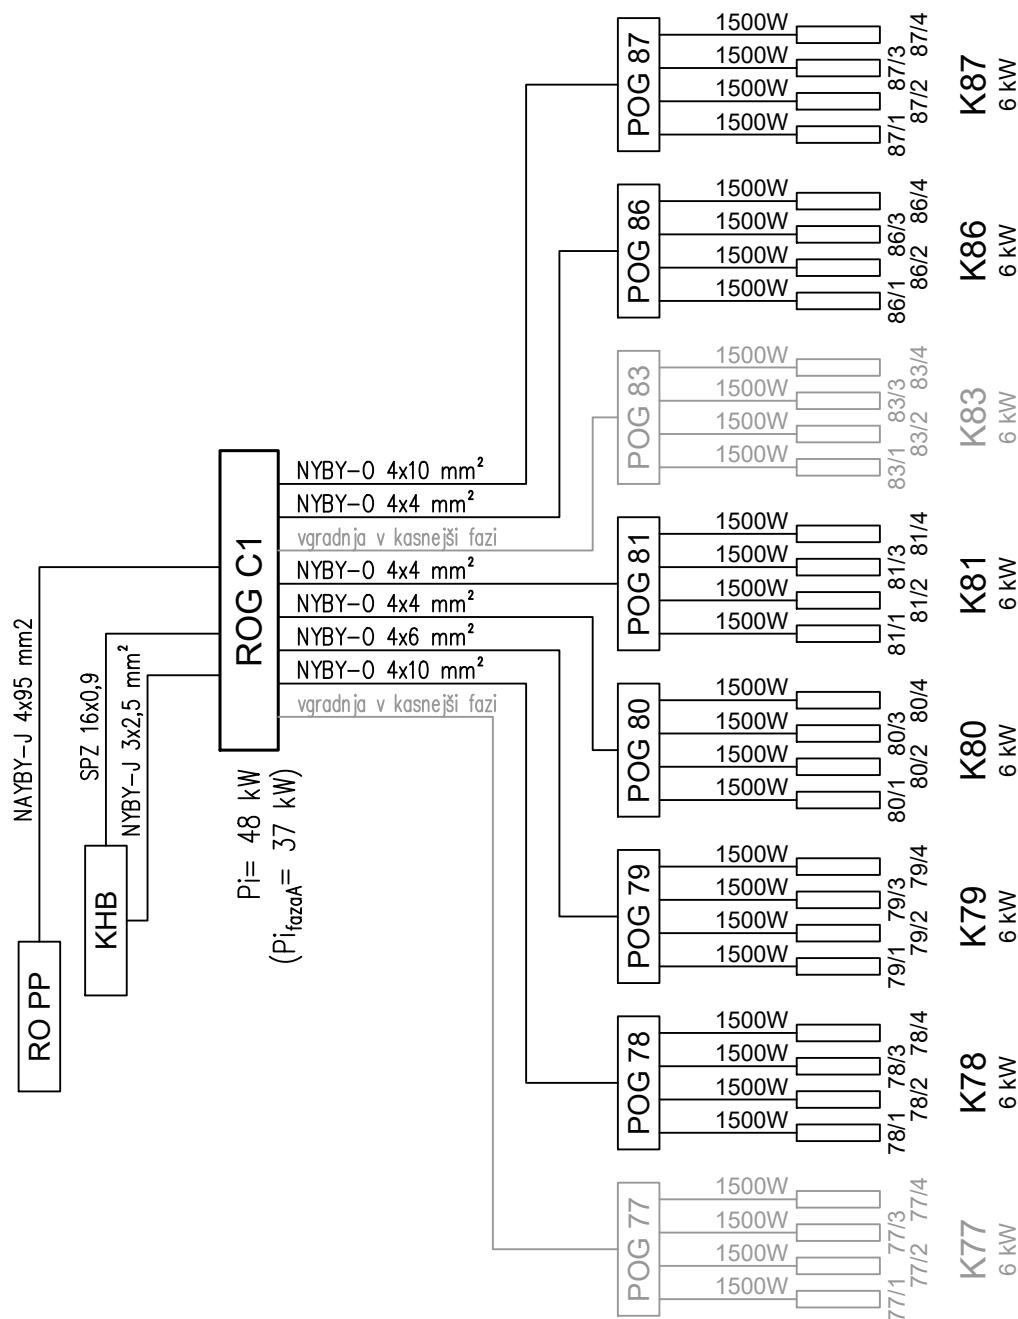 RO PP
NAYBY-J 4x95 mm2
KHB
SPZ 16x0,9
NYBY-J 3x2,5 mm²
ROG C1
Pi= 48 kW
(Pi fazaA= 37 kW)
NYBY-O 4x10 mm²
NYBY-O 4x4 mm²
vgradnja v kasnejši fazi
NYBY-O 4x4 mm²
NYBY-O 4x4 mm²
NYBY-O 4x6 mm²
NYBY-O 4x10 mm²
vgradnja v kasnejši fazi
POG 87
1500W
1500W
1500W
1500W
87/1
87/2
87/3
87/4
K87
6 kW
POG 86
1500W
1500W
1500W
1500W
86/1
86/2
86/3
86/4
K86
6 kW
POG 83
1500W
1500W
1500W
1500W
83/1
83/2
83/3
83/4
K83
6 kW
POG 81
1500W
1500W
1500W
1500W
81/1
81/2
81/3
81/4
K81
6 kW
POG 80
1500W
1500W
1500W
1500W
80/1
80/2
80/3
80/4
K80
6 kW
POG 79
1500W
1500W
1500W
1500W
79/1
79/2
79/3
79/4
K79
6 kW
POG 78
1500W
1500W
1500W
1500W
78/1
78/2
78/3
78/4
K78
6 kW
POG 77
1500W
1500W
1500W
1500W
77/1
77/2
77/3
77/4
K77
6 kW